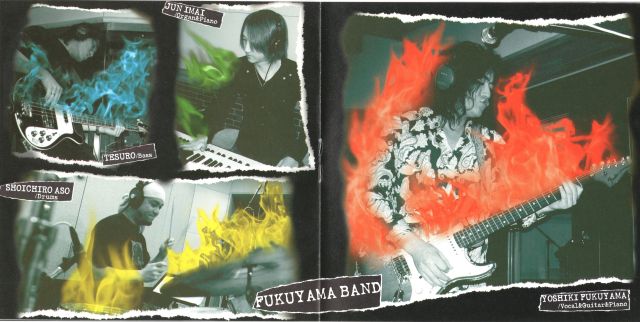 JUN IMAI
/Organ&Piano
TESURO/Bass
SHOICHIRO ASO
/Drums
FUKUYAMA BAND
YOSHIKI FUKUYAMA
/Vocal&Guitar&Piano